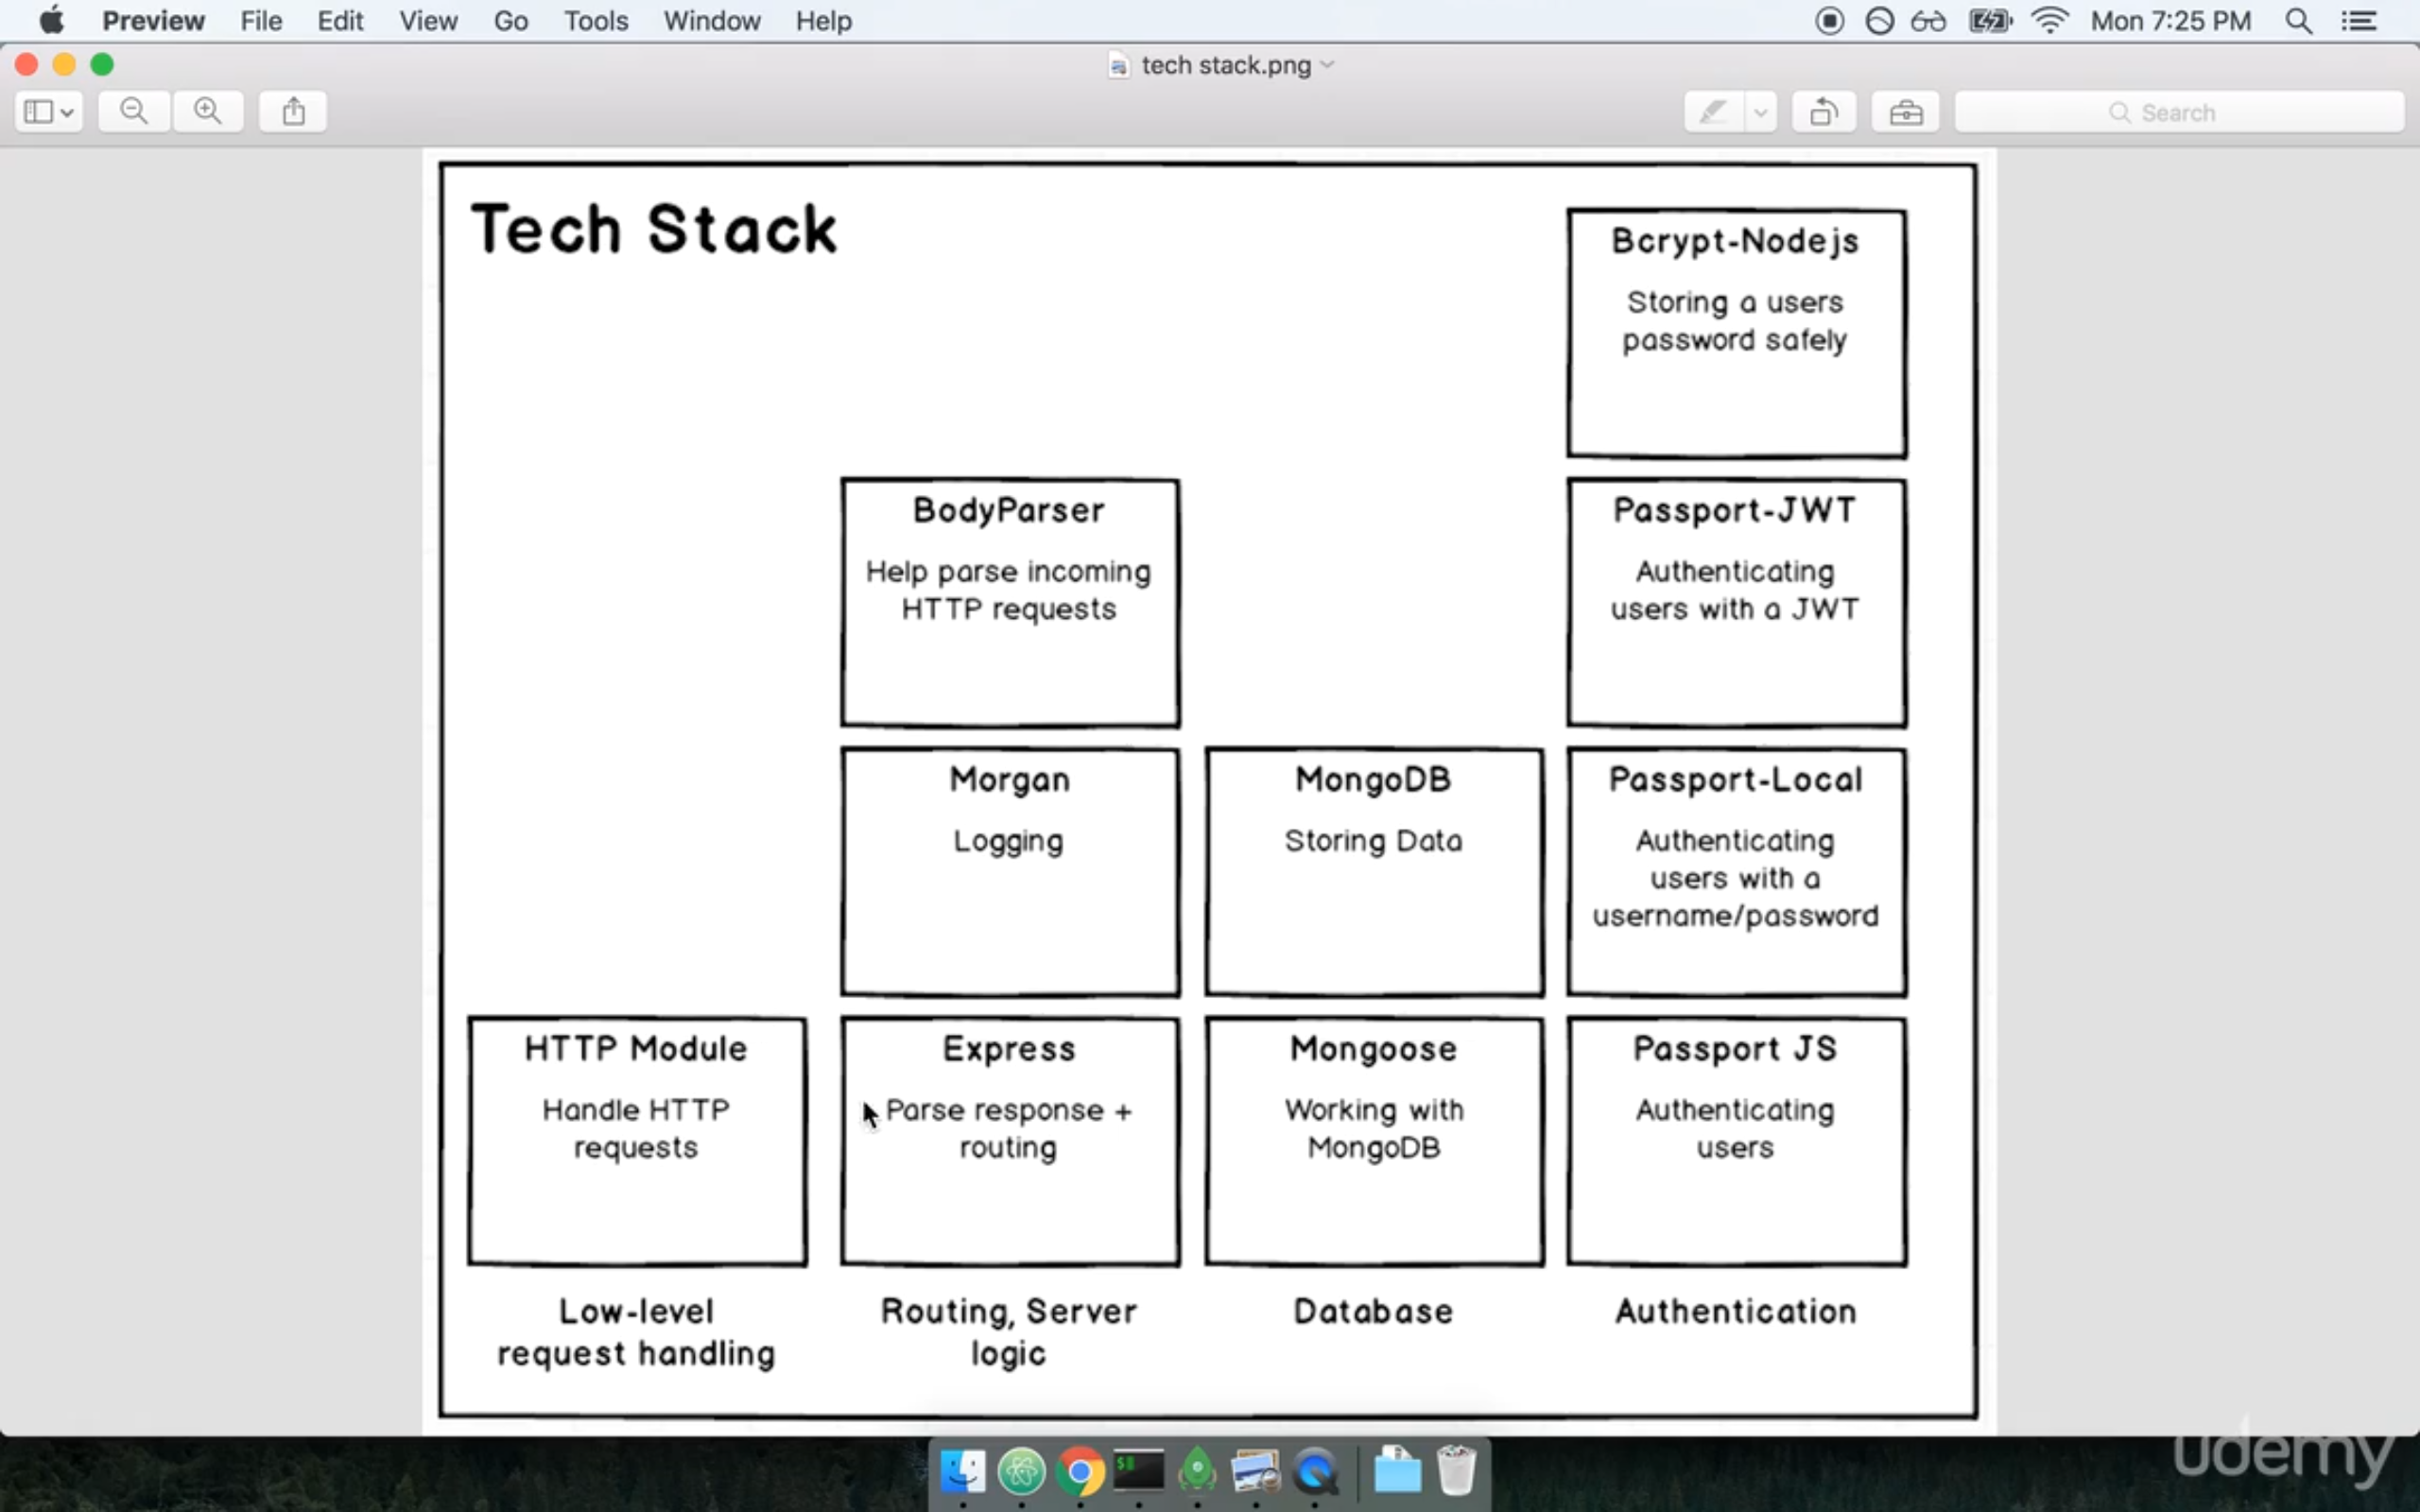 Preview File Edit View Go Tools Window Help Mon 7:25 PM
tech stack.png
Search
Tech Stack
Bcrypt-Nodejs
Storing a users
password safely
BodyParser
Help parse incoming
HTTP requests
Passport-JWT
Authenticating
users with a JWT
Morgan
Logging
MongoDB
Storing Data
Passport-Local
Authenticating
users with a
username/password
HTTP Module
Handle HTTP
requests
Express
Parse response +
routing
Mongoose
Working with
MongoDB
Passport JS
Authenticating
users
Low-level
request handling
Routing, Server
logic
Database
Authentication
$
udemy